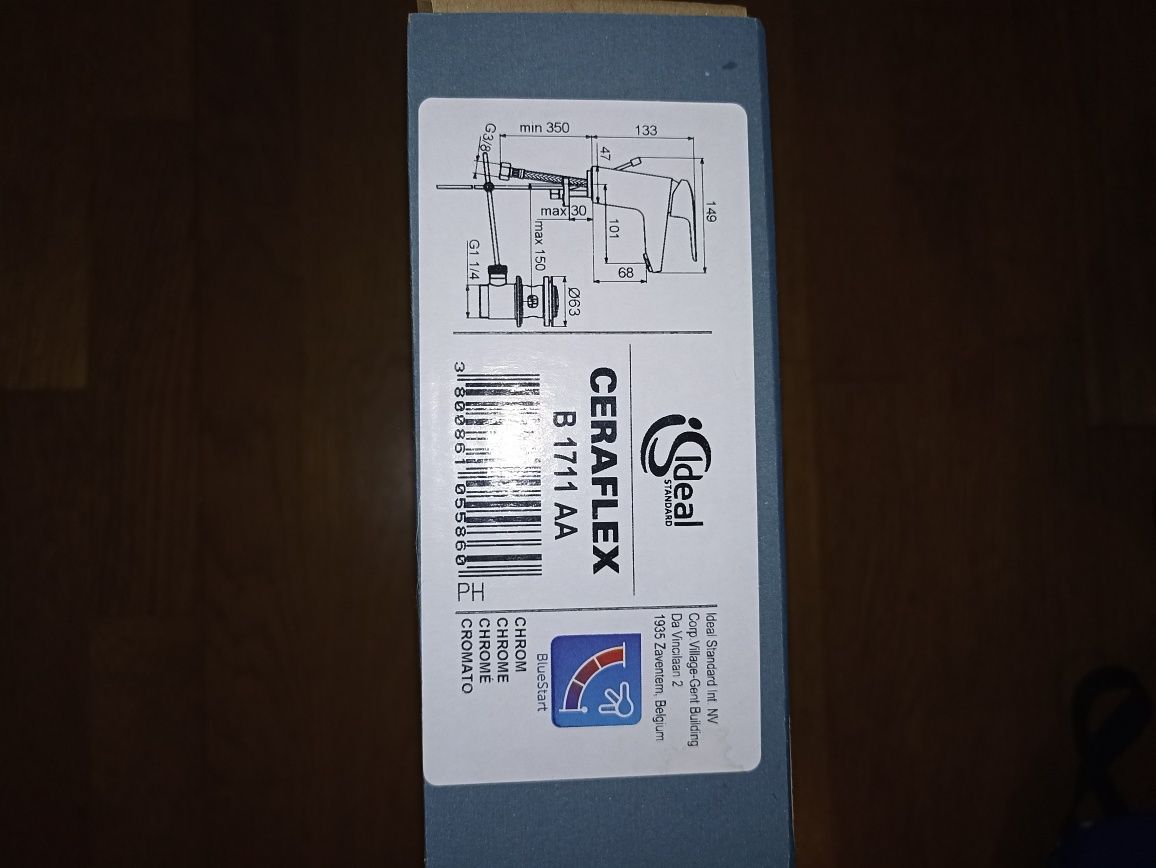 min 350
133
G3/8
47
149
max 30
101
max 150
G1 1/4
68
Ø63
Ideal
STANDARD
CERAFLEX
B 1711 AA
3 800861 055860
PH
Ideal Standard Int. NV
Corp Village-Gent Building
Da Vincilaan 2
1935 Zaventem, Belgium
BlueStart
CHROM
CHROME
CHROMÉ
CROMATO